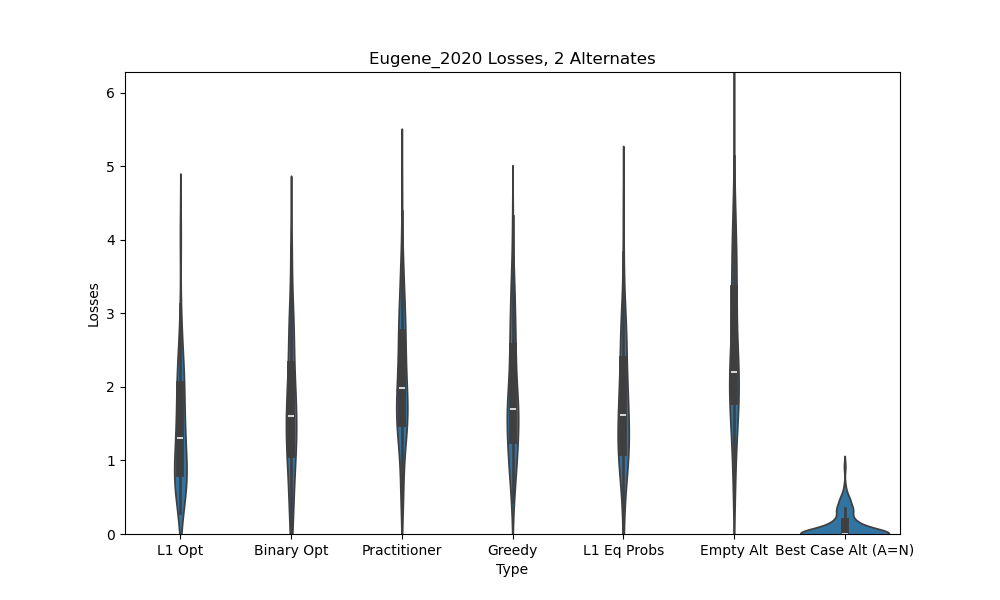 Eugene_2020 Losses, 2 Alternates
6
5
4
3
2
1
0
Losses
L1 Opt Binary Opt Practitioner Greedy L1 Eq Probs Empty Alt Best Case Alt (A=N)
Type